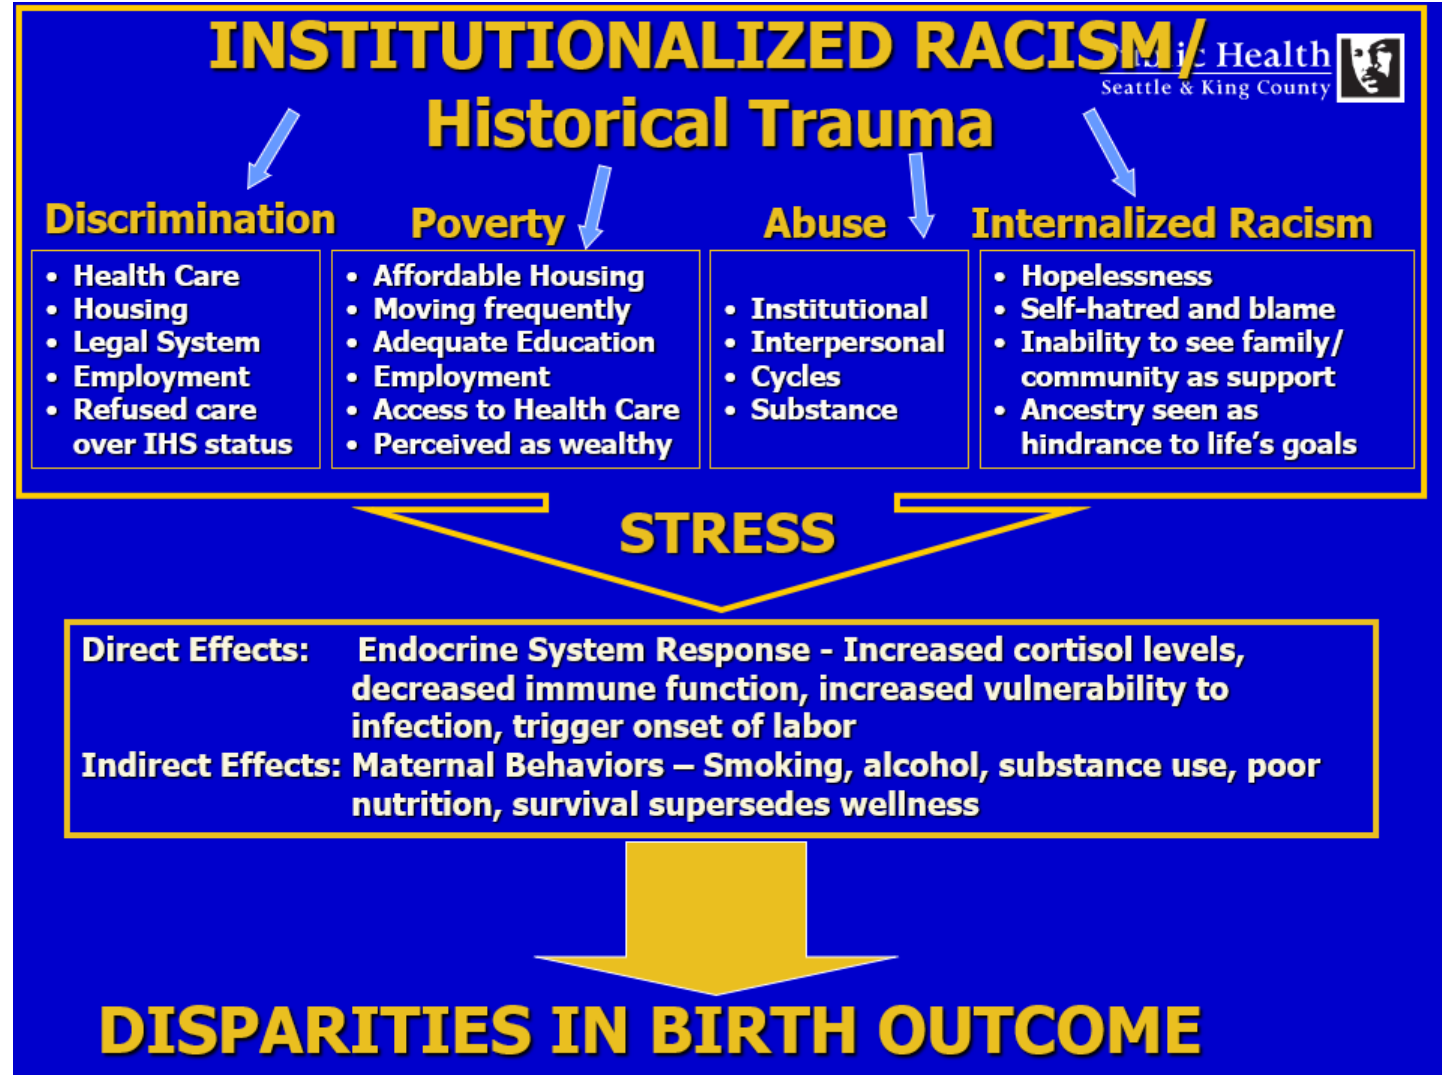 INSTITUTIONALIZED RACISM/
Public Health
Seattle & King County
Historical Trauma
Discrimination
• Health Care
• Housing
• Legal System
• Employment
• Refused care
over IHS status
Poverty
• Affordable Housing
• Moving frequently
• Adequate Education
• Employment
• Access to Health Care
• Perceived as wealthy
Abuse
• Institutional
• Interpersonal
• Cycles
• Substance
Internalized Racism
• Hopelessness
• Self-hatred and blame
• Inability to see family/
community as support
• Ancestry seen as
hindrance to life’s goals
STRESS
Direct Effects: Endocrine System Response - Increased cortisol levels,
decreased immune function, increased vulnerability to
infection, trigger onset of labor
Indirect Effects: Maternal Behaviors – Smoking, alcohol, substance use, poor
nutrition, survival supersedes wellness
DISPARITIES IN BIRTH OUTCOME